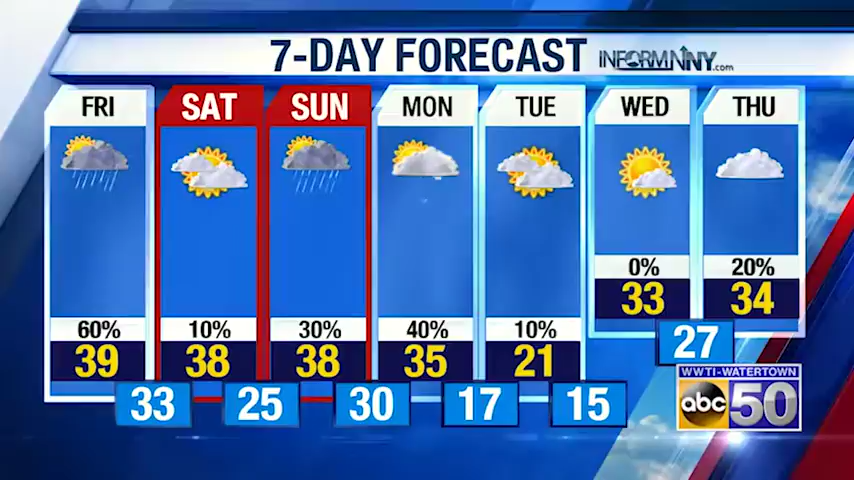 7-DAY FORECAST INFORMNNY.com
FRI SAT SUN MON TUE WED THU
0% 20%
33 34
60% 10% 30% 40% 10%
39 38 38 35 21
27
33 25 30 17 15
WWTI-WATERTOWN
abc 50